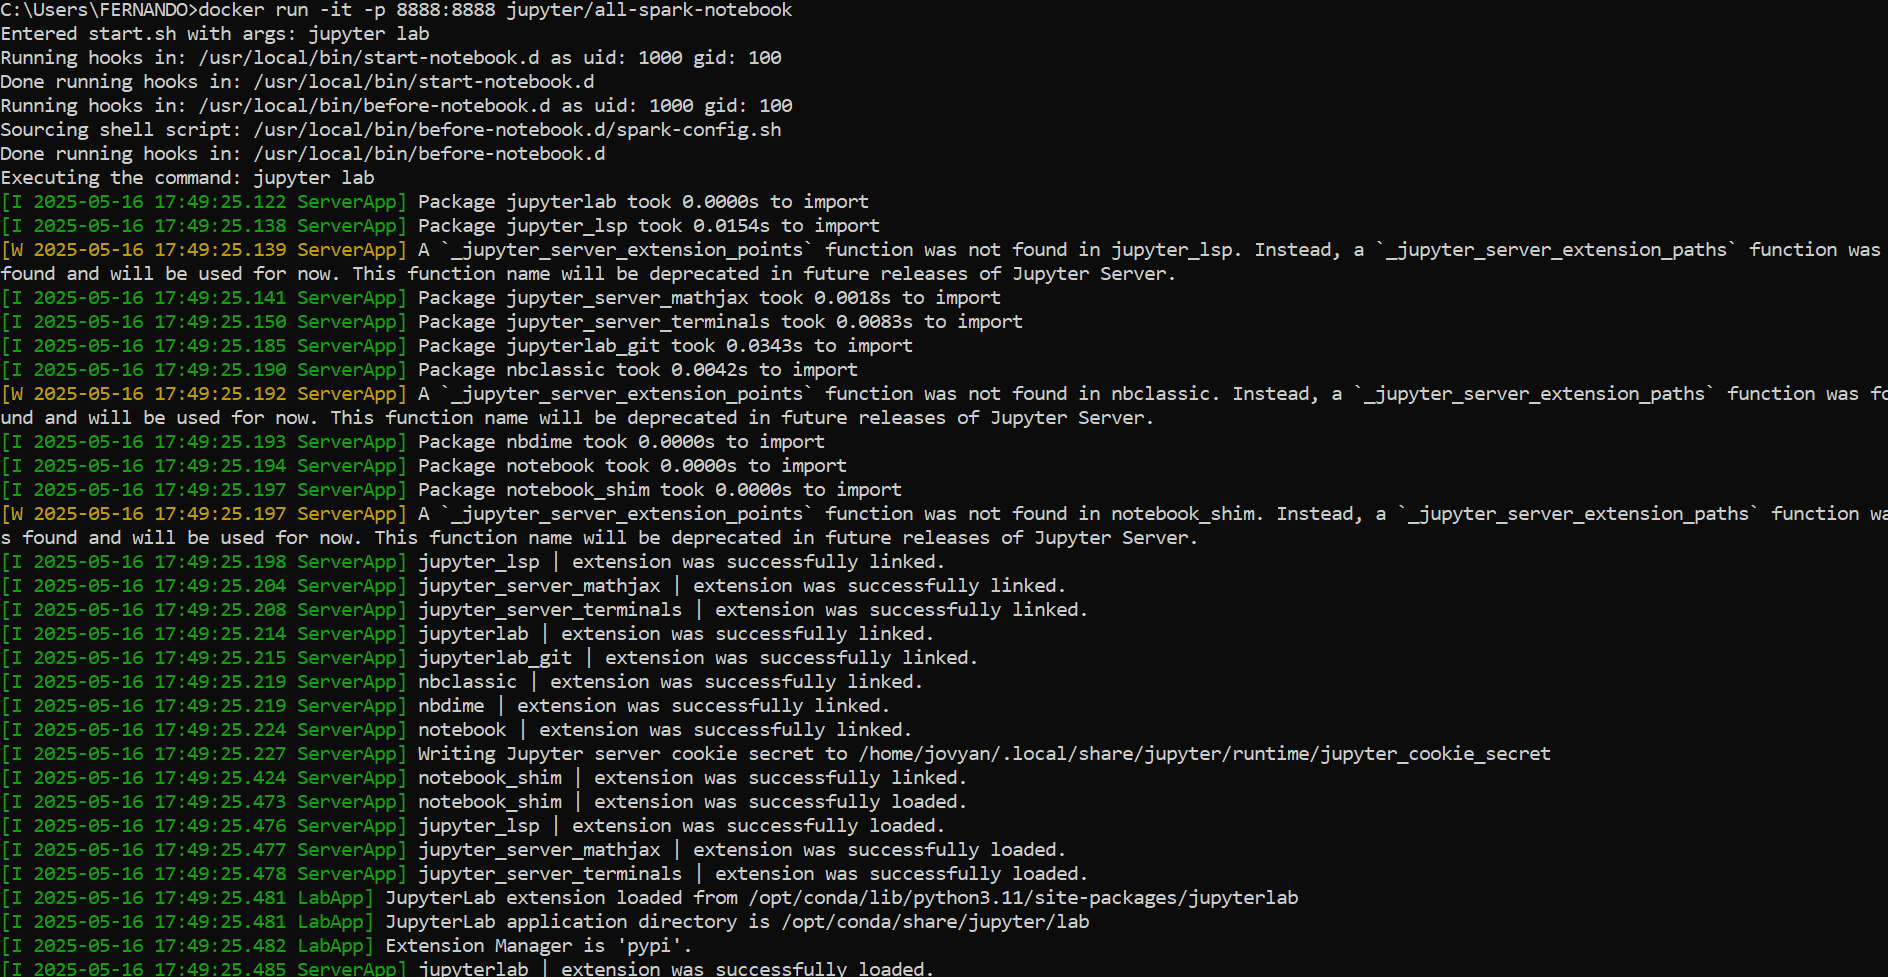 C:\Users\FERNANDO>docker run -it -p 8888:8888 jupyter/all-spark-notebook
Entered start.sh with args: jupyter lab
Running hooks in: /usr/local/bin/start-notebook.d as uid: 1000 gid: 100
Done running hooks in: /usr/local/bin/start-notebook.d
Running hooks in: /usr/local/bin/before-notebook.d as uid: 1000 gid: 100
Sourcing shell script: /usr/local/bin/before-notebook.d/spark-config.sh
Done running hooks in: /usr/local/bin/before-notebook.d
Executing the command: jupyter lab
[I 2025-05-16 17:49:25.122 ServerApp] Package jupyterlab took 0.0000s to import
[I 2025-05-16 17:49:25.138 ServerApp] Package jupyter_lsp took 0.0154s to import
[W 2025-05-16 17:49:25.139 ServerApp] A `_jupyter_server_extension_points` function was not found in jupyter_lsp. Instead, a `_jupyter_server_extension_paths` function was
found and will be used for now. This function name will be deprecated in future releases of Jupyter Server.
[I 2025-05-16 17:49:25.141 ServerApp] Package jupyter_server_mathjax took 0.0018s to import
[I 2025-05-16 17:49:25.150 ServerApp] Package jupyter_server_terminals took 0.0083s to import
[I 2025-05-16 17:49:25.185 ServerApp] Package jupyterlab_git took 0.0343s to import
[I 2025-05-16 17:49:25.190 ServerApp] Package nbclassic took 0.0042s to import
[W 2025-05-16 17:49:25.192 ServerApp] A `_jupyter_server_extension_points` function was not found in nbclassic. Instead, a `_jupyter_server_extension_paths` function was fo
und and will be used for now. This function name will be deprecated in future releases of Jupyter Server.
[I 2025-05-16 17:49:25.193 ServerApp] Package nbdime took 0.0000s to import
[I 2025-05-16 17:49:25.194 ServerApp] Package notebook took 0.0000s to import
[I 2025-05-16 17:49:25.197 ServerApp] Package notebook_shim took 0.0000s to import
[W 2025-05-16 17:49:25.197 ServerApp] A `_jupyter_server_extension_points` function was not found in notebook_shim. Instead, a `_jupyter_server_extension_paths` function wa
s found and will be used for now. This function name will be deprecated in future releases of Jupyter Server.
[I 2025-05-16 17:49:25.198 ServerApp] jupyter_lsp | extension was successfully linked.
[I 2025-05-16 17:49:25.204 ServerApp] jupyter_server_mathjax | extension was successfully linked.
[I 2025-05-16 17:49:25.208 ServerApp] jupyter_server_terminals | extension was successfully linked.
[I 2025-05-16 17:49:25.214 ServerApp] jupyterlab | extension was successfully linked.
[I 2025-05-16 17:49:25.215 ServerApp] jupyterlab_git | extension was successfully linked.
[I 2025-05-16 17:49:25.219 ServerApp] nbclassic | extension was successfully linked.
[I 2025-05-16 17:49:25.219 ServerApp] nbdime | extension was successfully linked.
[I 2025-05-16 17:49:25.224 ServerApp] notebook | extension was successfully linked.
[I 2025-05-16 17:49:25.227 ServerApp] Writing Jupyter server cookie secret to /home/jovyan/.local/share/jupyter/runtime/jupyter_cookie_secret
[I 2025-05-16 17:49:25.424 ServerApp] notebook_shim | extension was successfully linked.
[I 2025-05-16 17:49:25.473 ServerApp] notebook_shim | extension was successfully loaded.
[I 2025-05-16 17:49:25.476 ServerApp] jupyter_lsp | extension was successfully loaded.
[I 2025-05-16 17:49:25.477 ServerApp] jupyter_server_mathjax | extension was successfully loaded.
[I 2025-05-16 17:49:25.478 ServerApp] jupyter_server_terminals | extension was successfully loaded.
[I 2025-05-16 17:49:25.481 LabApp] JupyterLab extension loaded from /opt/conda/lib/python3.11/site-packages/jupyterlab
[I 2025-05-16 17:49:25.481 LabApp] JupyterLab application directory is /opt/conda/share/jupyter/lab
[I 2025-05-16 17:49:25.482 LabApp] Extension Manager is 'pypi'.
[I 2025-05-16 17:49:25.485 ServerApp] jupyterlab | extension was successfully loaded.